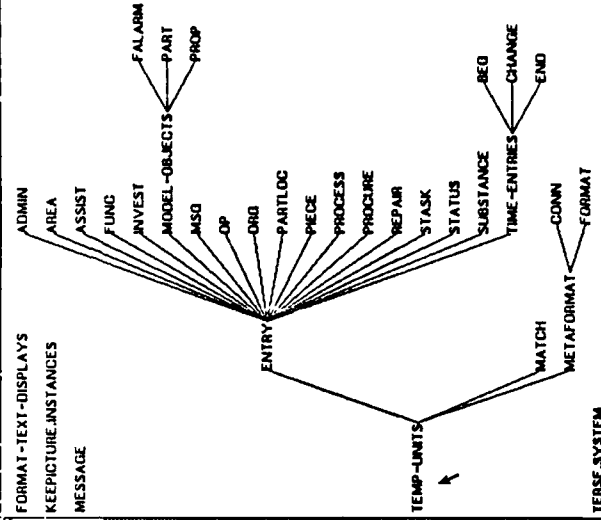 FORMAT-TEXT-DISPLAYS
KEEPICTURE.INSTANCES
MESSAGE
TEMP-UNITS
ENTRY
ADMIN
AREA
ASSIST
FUNC
INVEST
MODEL-OBJECTS
FALARM
PART
PROP
MSG
OP
ORG
PARTLOC
PIECE
PROCESS
PROCURE
REPAIR
STASK
STATUS
SUBSTANCE
TIME-ENTRIES
BEG
CHANGE
END
MATCH
METAFORMAT
CONN
FORMAT
TERSE.SYSTEM